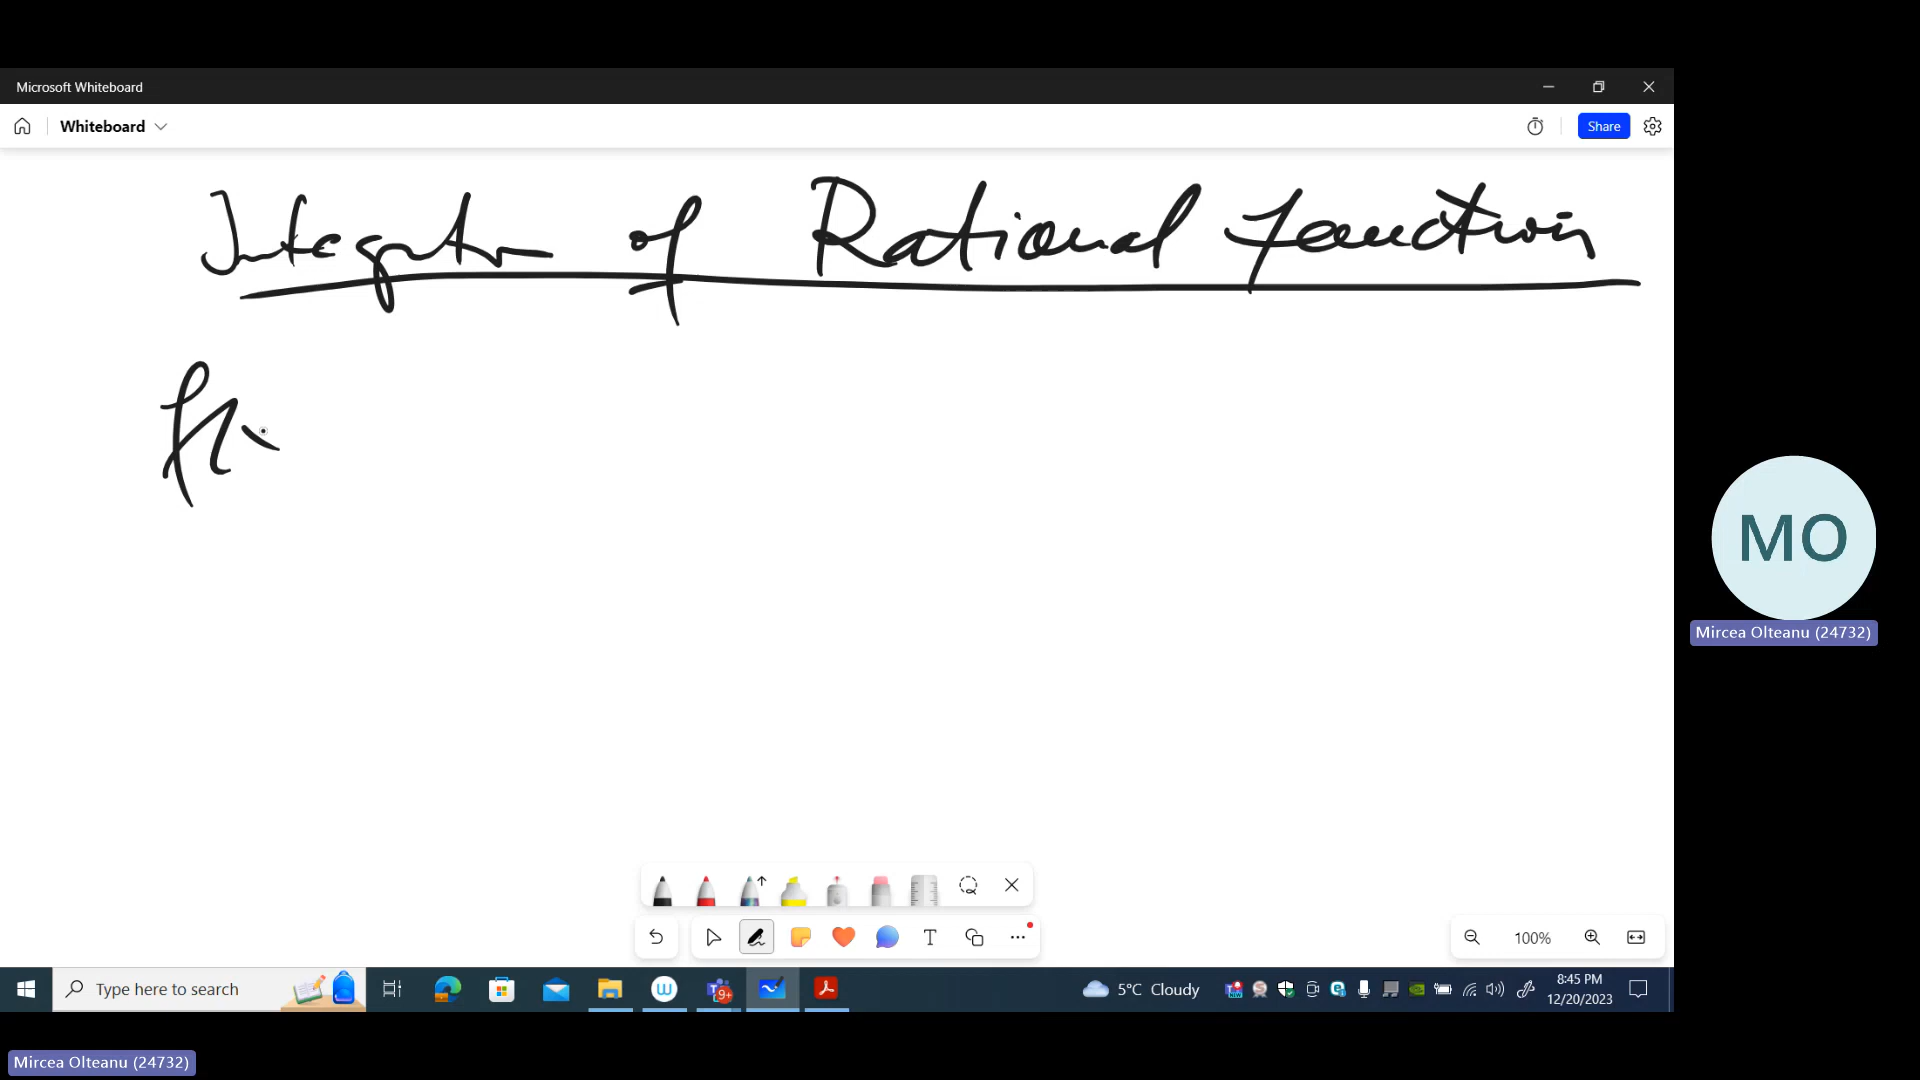 Microsoft Whiteboard
Whiteboard
Share
Integration of Rational function
f(x
MO
Mircea Olteanu (24732)
T
100%
Type here to search
W
9+
5°C Cloudy
8:45 PM
12/20/2023
Mircea Olteanu (24732)